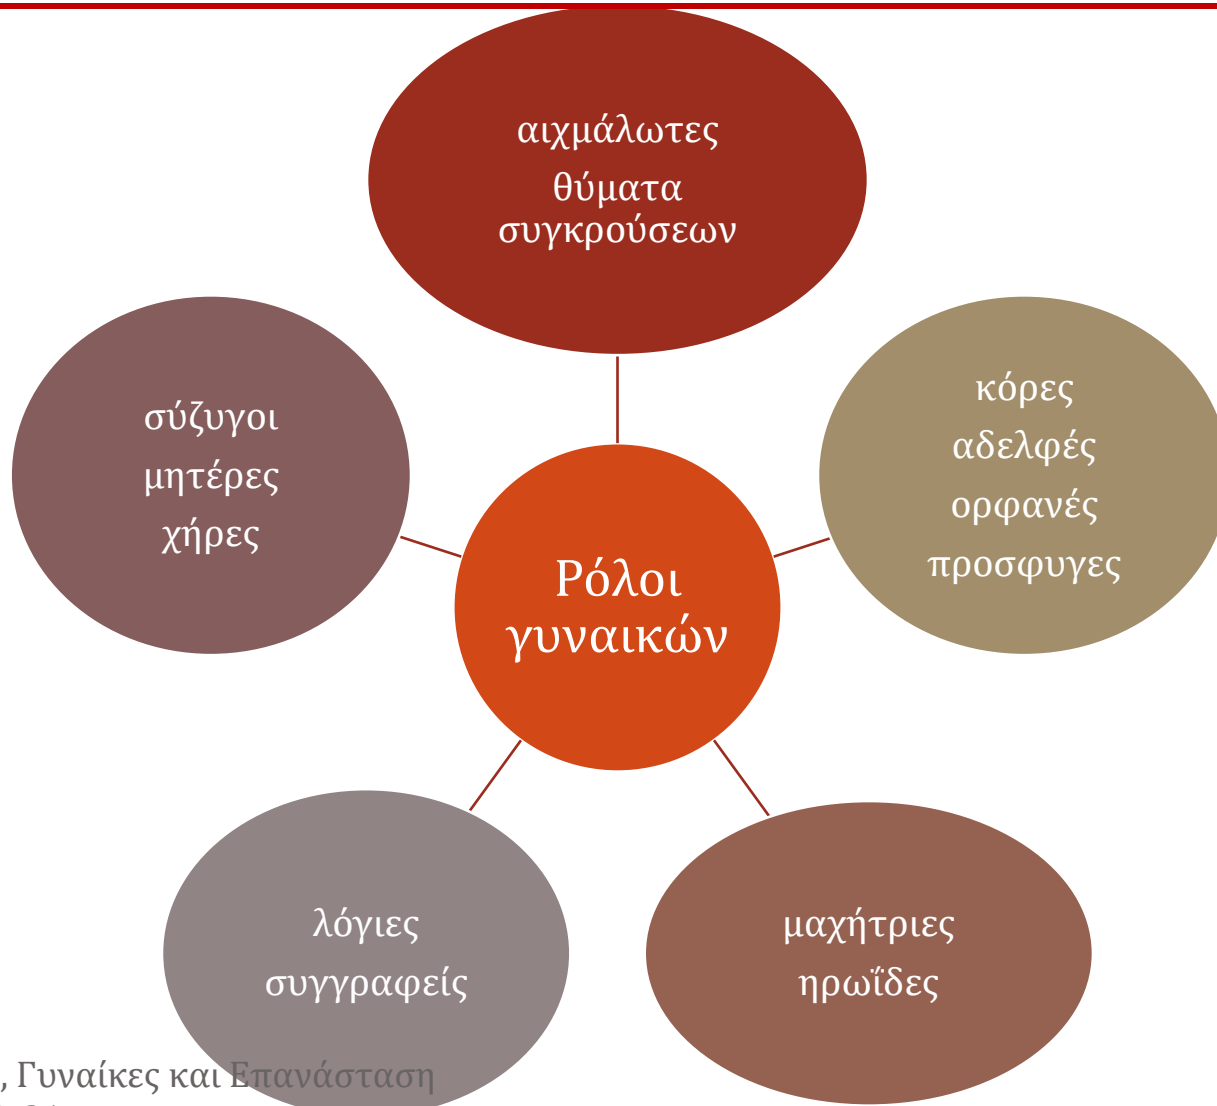 αιχμάλωτες
θύματα
συγκρούσεων
σύζυγοι
μητέρες
χήρες
κόρες
αδελφές
ορφανές
προσφυγες
Ρόλοι
γυναικών
λόγιες
συγγραφείς
μαχήτριες
ηρωΐδες
, Γυναίκες και Επανάσταση